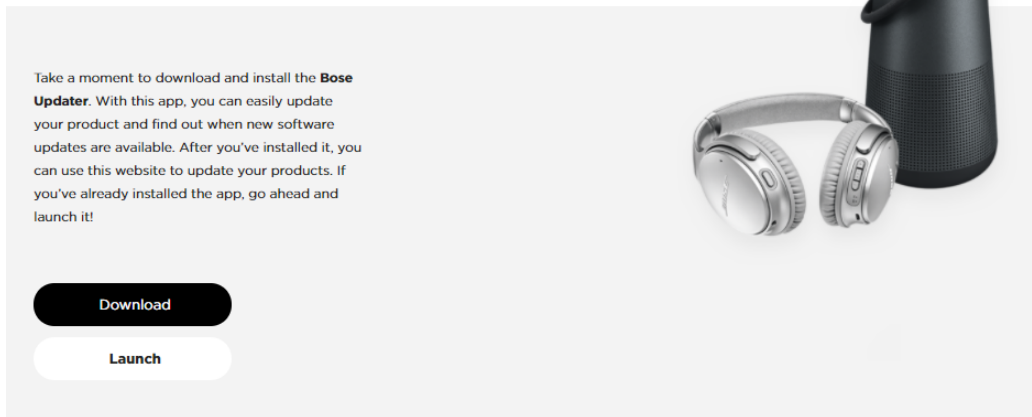 Take a moment to download and install the Bose
Updater. With this app, you can easily update
your product and find out when new software
updates are available. After you’ve installed it, you
can use this website to update your products. If
you’ve already installed the app, go ahead and
launch it!
Download
Launch